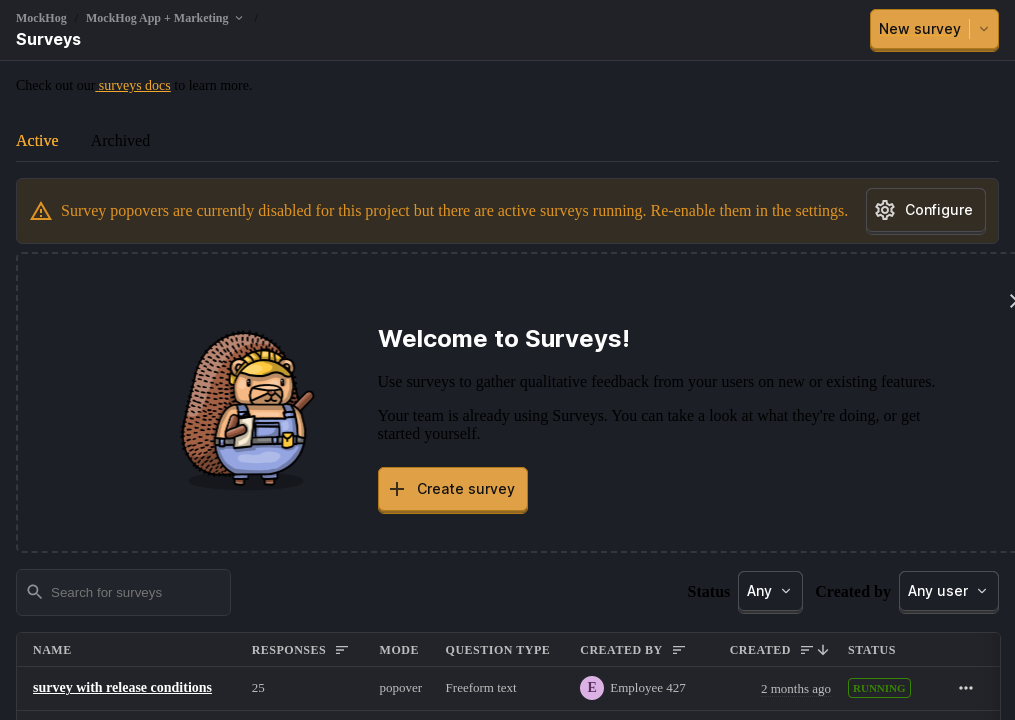 MockHog / MockHog App + Marketing /
Surveys
New survey
Check out our surveys docs to learn more.
Active Archived
Survey popovers are currently disabled for this project but there are active surveys running. Re-enable them in the settings. Configure
Welcome to Surveys!
Use surveys to gather qualitative feedback from your users on new or existing features.
Your team is already using Surveys. You can take a look at what they're doing, or get
started yourself.
Create survey
Search for surveys Status Any Created by Any user
NAME RESPONSES MODE QUESTION TYPE CREATED BY CREATED STATUS
survey with release conditions 25 popover Freeform text E Employee 427 2 months ago RUNNING